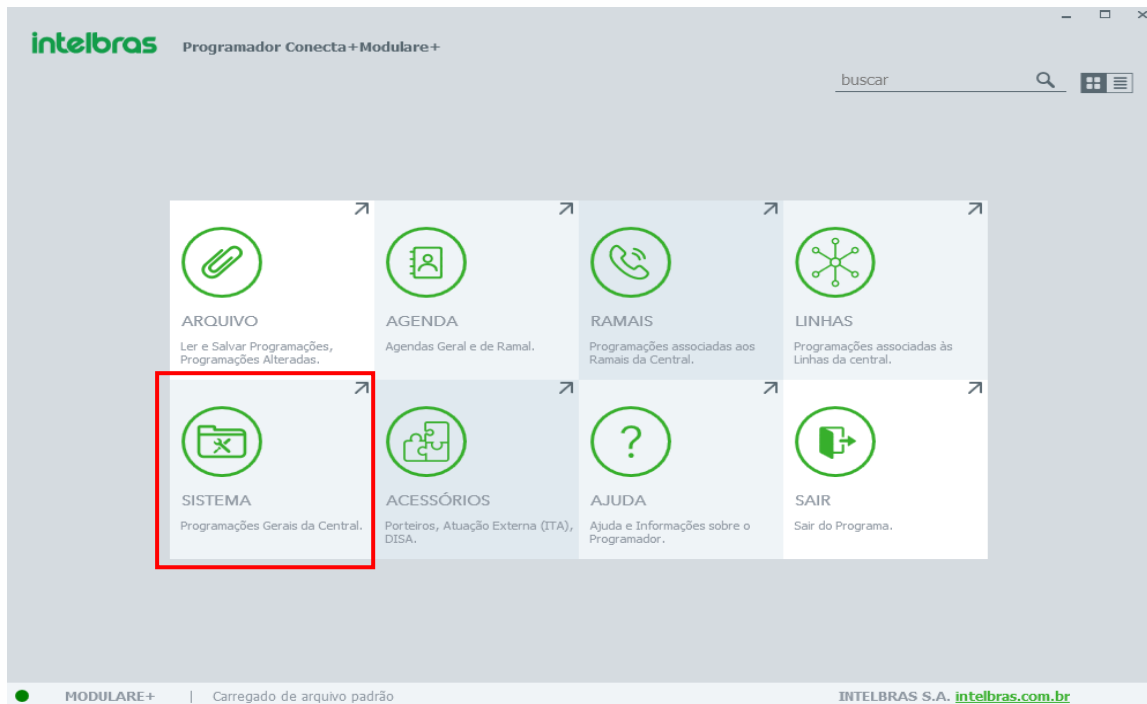 intelbras Programador Conecta+Modulare+
buscar
ARQUIVO
Ler e Salvar Programações,
Programações Alteradas.
AGENDA
Agendas Geral e de Ramal.
RAMAIS
Programações associadas aos
Ramais da Central.
LINHAS
Programações associadas às
Linhas da central.
SISTEMA
Programações Gerais da Central.
ACESSÓRIOS
Porteiros, Atuação Externa (ITA),
DISA.
AJUDA
Ajuda e Informações sobre o
Programador.
SAIR
Sair do Programa.
MODULARE+ | Carregado de arquivo padrão INTELBRAS S.A. intelbras.com.br